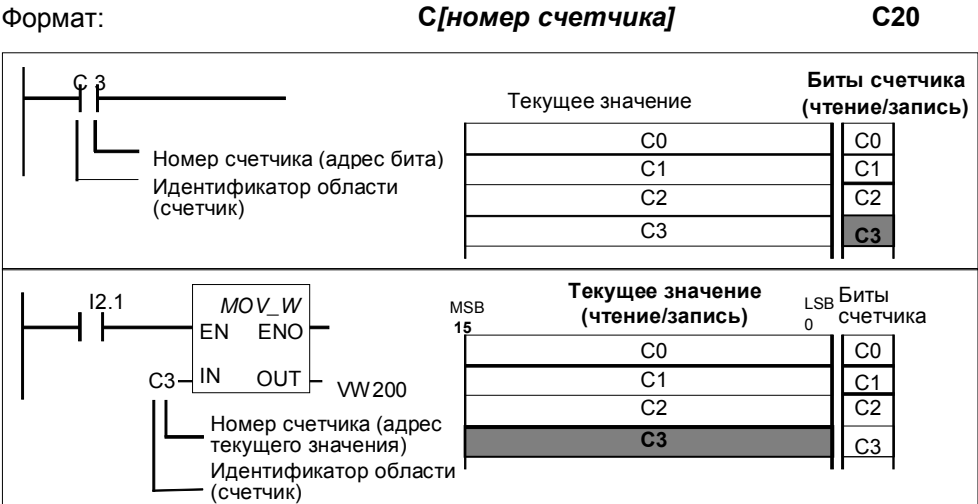 Формат: C[номер счетчика] C20
C 3
Номер счетчика (адрес бита)
Идентификатор области
(счетчик)
Текущее значение
Биты счетчика
(чтение/запись)
C0 C0
C1 C1
C2 C2
C3 C3
I2.1
MOV_W
EN ENO
C3 IN OUT VW200
Номер счетчика (адрес
текущего значения)
Идентификатор области
(счетчик)
MSB
15
Текущее значение
(чтение/запись)
LSB
0
Биты
счетчика
C0 C0
C1 C1
C2 C2
C3 C3